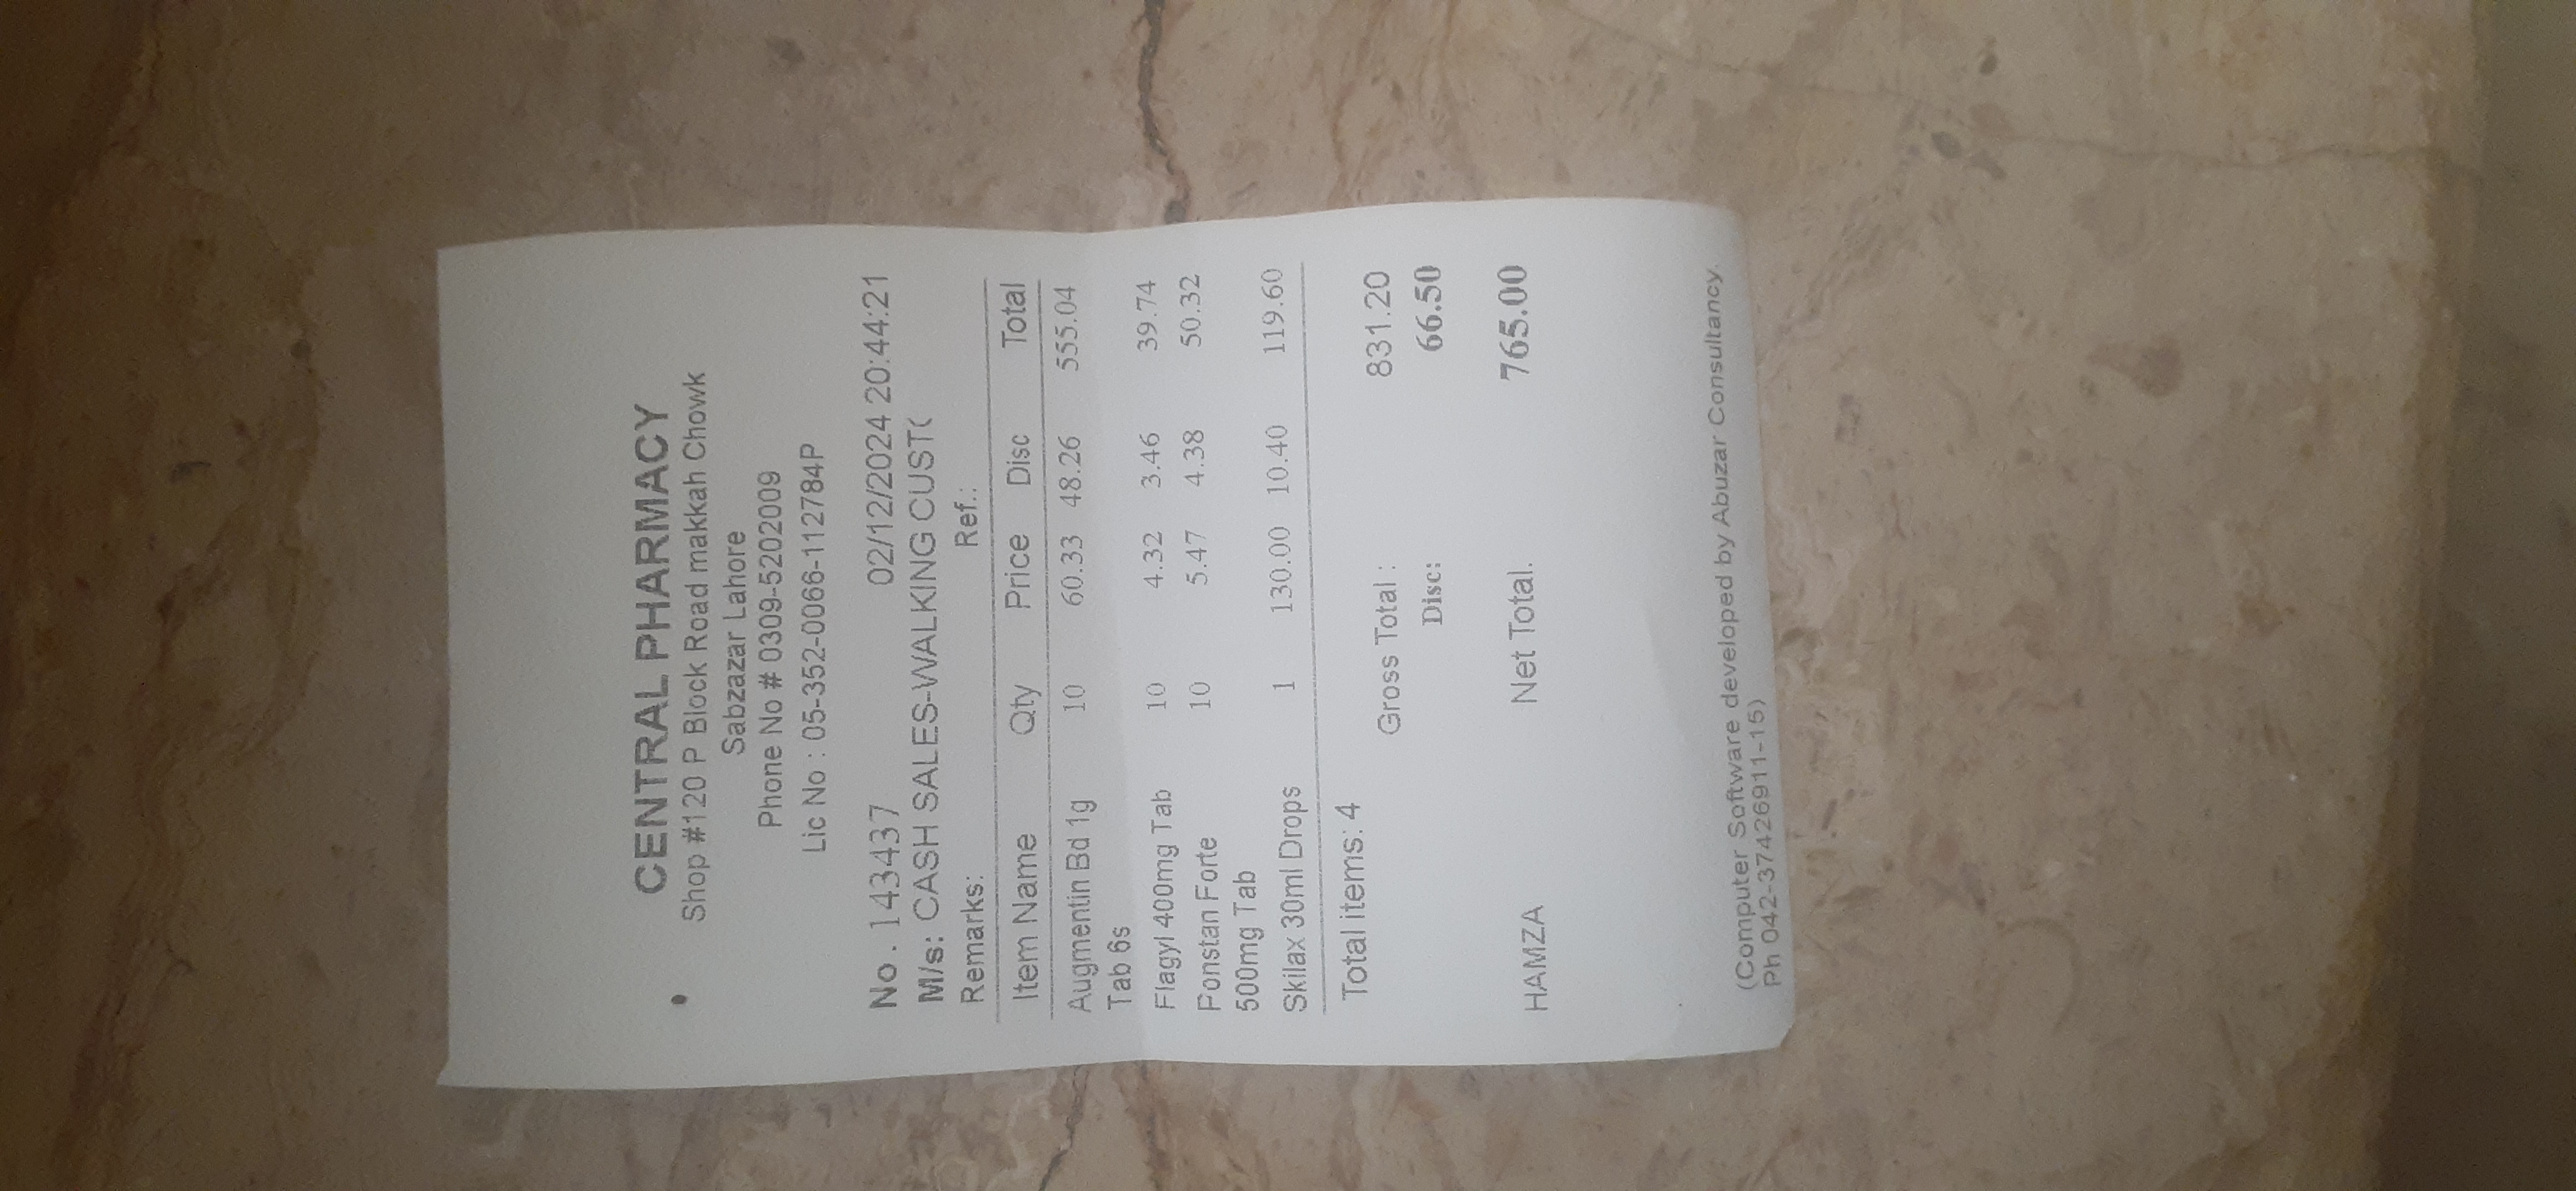 CENTRAL PHARMACY
Shop #120 P Block Road makkah Chowk
Sabzazar Lahore
Phone No # 0309-5202009
Lic No : 05-352-0066-112784P
No . 143437 02/12/2024 20:44:21
M/s: CASH SALES-WALKING CUST
Remarks: Ref.:
Item Name Qty Price Disc Total
Augmentin Bd 1g 10 60.33 48.26 555.04
Tab 6s
Flagyl 400mg Tab 10 4.32 3.46 39.74
Ponstan Forte 10 5.47 4.38 50.32
500mg Tab
Skilax 30ml Drops 1 130.00 10.40 119.60
Total items: 4
Gross Total : 831.20
Disc: 66.50
HAMZA Net Total. 765.00
(Computer Software developed by Abuzar Consultancy.
Ph 042-37426911-15)